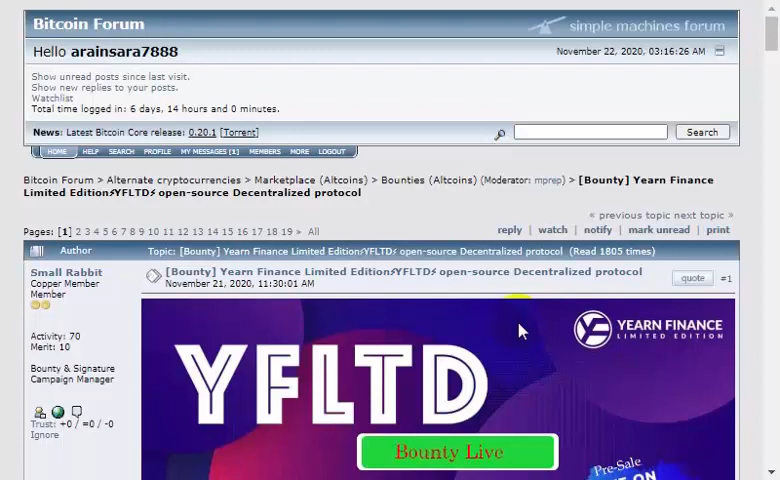 Bitcoin Forum
simple machines forum
Hello arainsara7888
November 22, 2020, 03:16:26 AM
Show unread posts since last visit.
Show new replies to your posts.
Watchlist
Total time logged in: 6 days, 14 hours and 0 minutes.
News: Latest Bitcoin Core release: 0.20.1 [Torrent]
Search
HOME HELP SEARCH PROFILE MY MESSAGES [1] MEMBERS MORE LOGOUT
Bitcoin Forum > Alternate cryptocurrencies > Marketplace (Altcoins) > Bounties (Altcoins) (Moderator: mprep) > [Bounty] Yearn Finance
Limited Edition⚡YFLTD⚡ open-source Decentralized protocol
« previous topic next topic »
Pages: [1] 2 3 4 5 6 7 8 9 10 11 12 13 14 15 16 17 18 19 » All
reply | watch | notify | mark unread | print
Author
Topic: [Bounty] Yearn Finance Limited Edition⚡YFLTD⚡ open-source Decentralized protocol (Read 1805 times)
Small Rabbit
Copper Member
Member
Activity: 70
Merit: 10
Bounty & Signature
Campaign Manager
Trust: +0 / =0 / -0
Ignore
[Bounty] Yearn Finance Limited Edition⚡YFLTD⚡ open-source Decentralized protocol
November 21, 2020, 11:30:01 AM
quote #1
YEARN FINANCE
LIMITED EDITION
YFLTD
Bounty Live
Pre-Sale